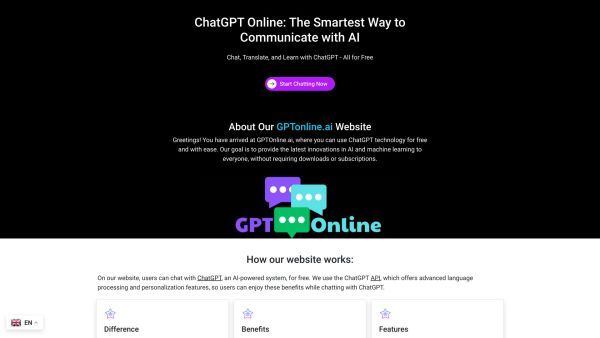 ChatGPT Online: The Smartest Way to
Communicate with AI
Chat, Translate, and Learn with ChatGPT - All for Free
Start Chatting Now
About Our GPTonline.ai Website
Greetings! You have arrived at GPTOnline.ai, where you can use ChatGPT technology for free
and with ease. Our goal is to provide the latest innovations in AI and machine learning to
everyone, without requiring downloads or subscriptions.
GPT Online
How our website works:
On our website, users can chat with ChatGPT, an AI-powered system, for free. We use the ChatGPT API, which offers advanced language
processing and personalization features, so users can enjoy these benefits while chatting with ChatGPT.
EN
Difference
Benefits
Features